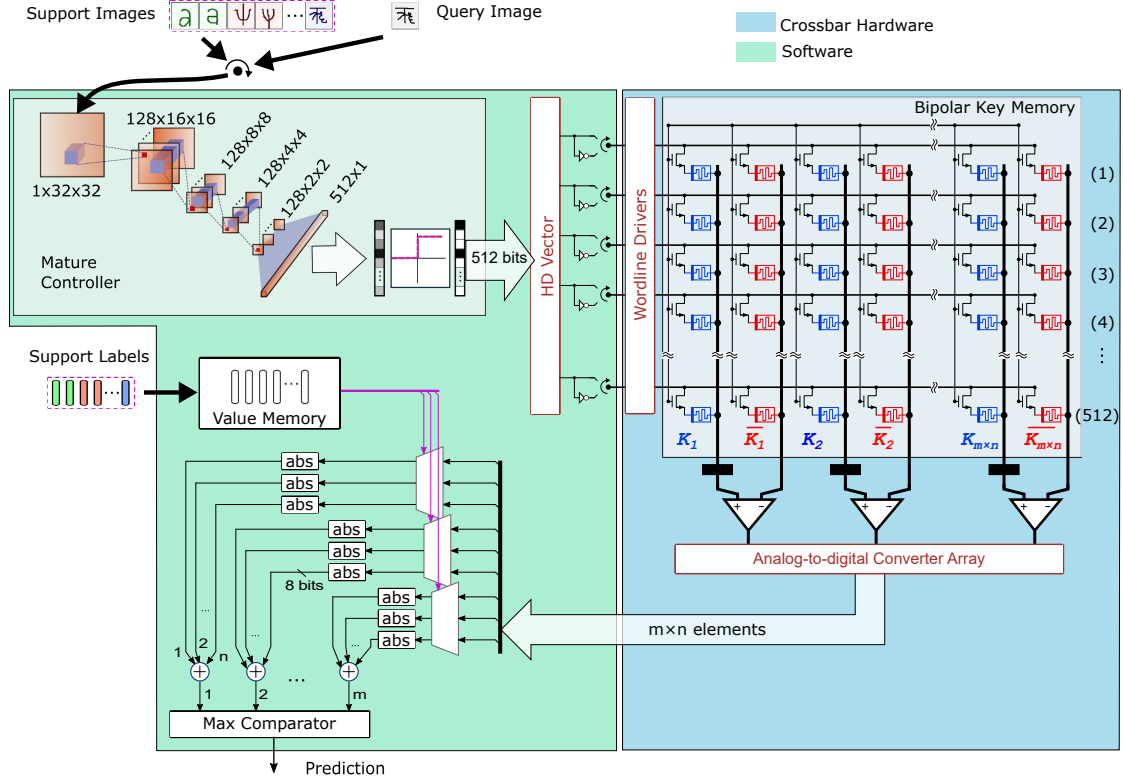 Support Images
Query Image
Crossbar Hardware
Software
Bipolar Key Memory
128x16x16
128x8x8
128x4x4
128x2x2
512x1
1x32x32
Mature
Controller
512 bits
HD Vector
Wordline Drivers
(1)
(2)
(3)
(4)
⋮
(512)
Support Labels
...
Value Memory
K₁ K̅₁ K₂ K̅₂ Kₘₓₙ K̅ₘₓₙ
+ − + − + −
Analog-to-digital Converter Array
abs
abs
abs
abs
abs
abs
8 bits
abs
abs
abs
m×n elements
... ... ...
1 2 n
+ + ... +
1 2 m
Max Comparator
Prediction